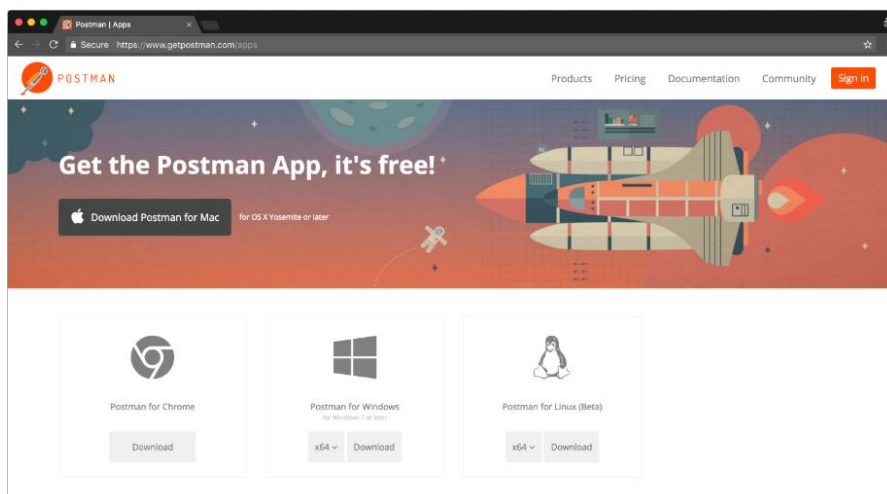 Postman | Apps
Secure https://www.getpostman.com/apps
POSTMAN Products Pricing Documentation Community Sign in
Get the Postman App, it's free!
Download Postman for Mac for OS X Yosemite or later
Postman for Chrome Postman for Windows Postman for Linux (Beta)
for Windows 7 or later
Download x64 Download x64 Download